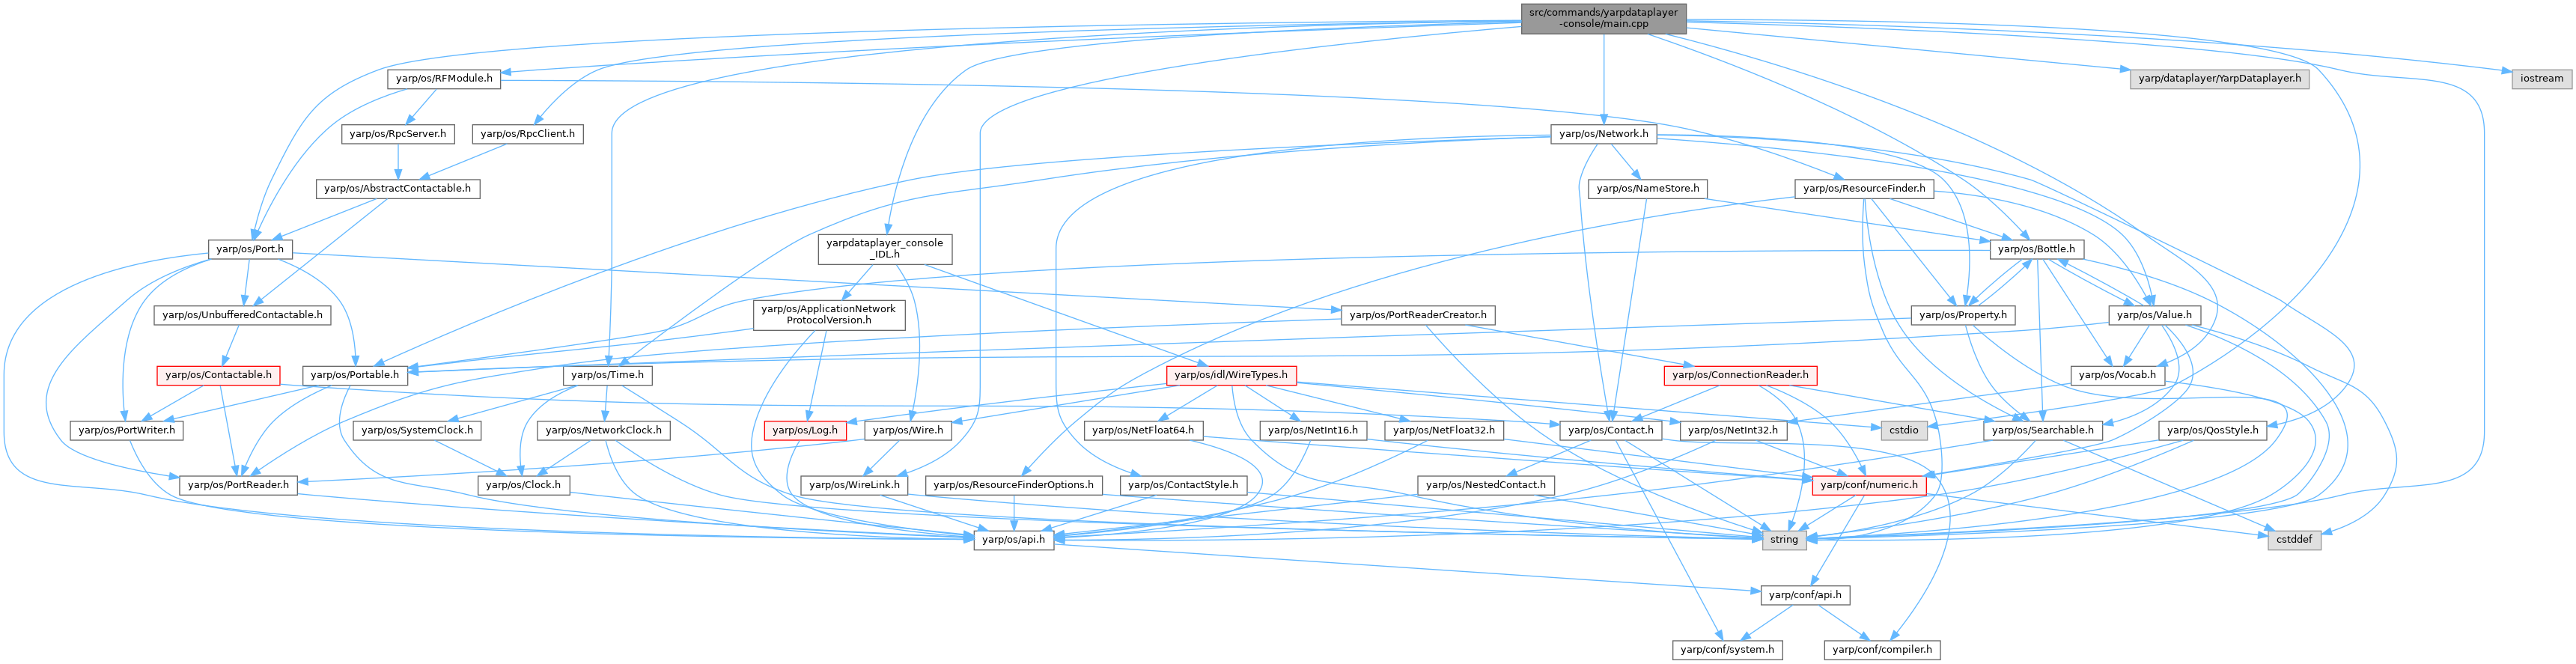 src/commands/yarpdataplayer
-console/main.cpp
yarp/os/RFModule.h
yarp/dataplayer/YarpDataplayer.h
iostream
yarp/os/RpcServer.h
yarp/os/RpcClient.h
yarp/os/Network.h
yarp/os/AbstractContactable.h
yarp/os/NameStore.h
yarp/os/ResourceFinder.h
yarp/os/Port.h
yarpdataplayer_console
_IDL.h
yarp/os/Bottle.h
yarp/os/UnbufferedContactable.h
yarp/os/ApplicationNetwork
ProtocolVersion.h
yarp/os/PortReaderCreator.h
yarp/os/Property.h
yarp/os/Value.h
yarp/os/Contactable.h
yarp/os/Portable.h
yarp/os/Time.h
yarp/os/idl/WireTypes.h
yarp/os/ConnectionReader.h
yarp/os/Vocab.h
yarp/os/PortWriter.h
yarp/os/SystemClock.h
yarp/os/NetworkClock.h
yarp/os/Log.h
yarp/os/Wire.h
yarp/os/NetFloat64.h
yarp/os/NetInt16.h
yarp/os/NetFloat32.h
yarp/os/Contact.h
cstdio
yarp/os/NetInt32.h
yarp/os/Searchable.h
yarp/os/QosStyle.h
yarp/os/PortReader.h
yarp/os/Clock.h
yarp/os/WireLink.h
yarp/os/ResourceFinderOptions.h
yarp/os/ContactStyle.h
yarp/os/NestedContact.h
yarp/conf/numeric.h
yarp/os/api.h
string
cstddef
yarp/conf/api.h
yarp/conf/system.h
yarp/conf/compiler.h